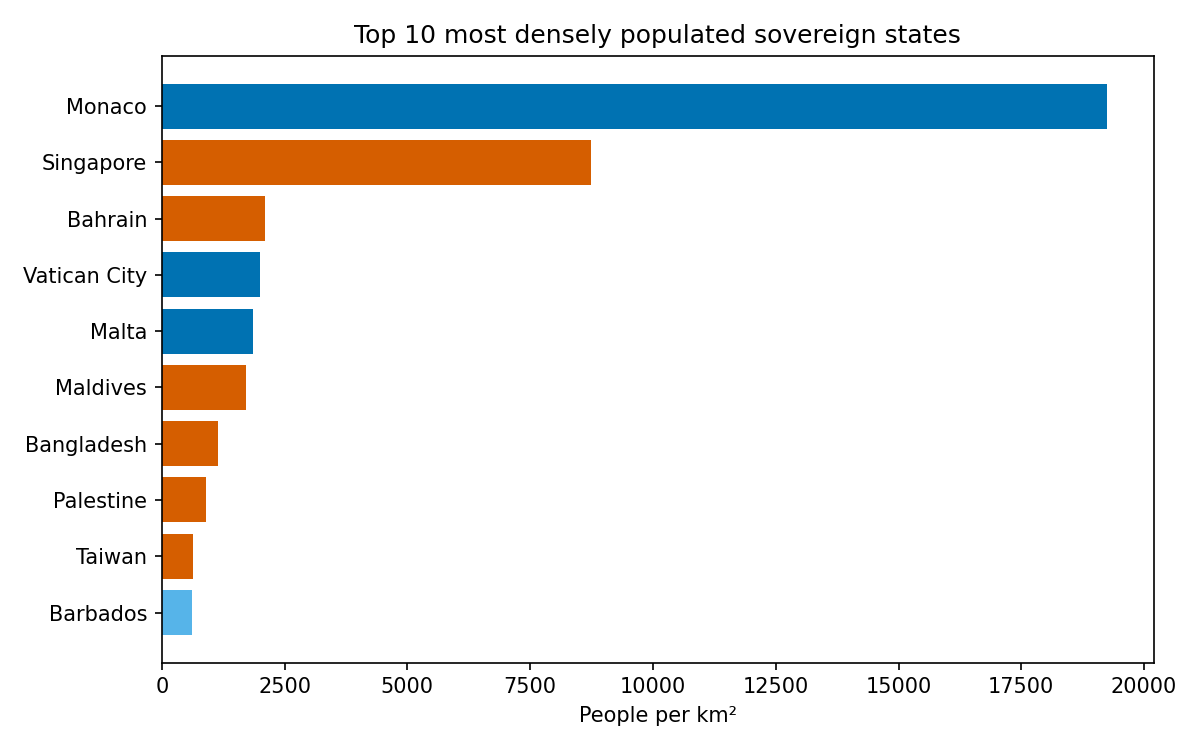 Top 10 most densely populated sovereign states
Monaco
Singapore
Bahrain
Vatican City
Malta
Maldives
Bangladesh
Palestine
Taiwan
Barbados
0 2500 5000 7500 10000 12500 15000 17500 20000
People per km²